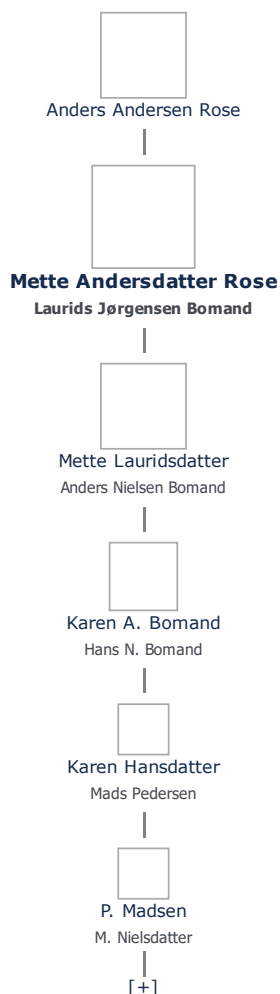 Anders Andersen Rose
Mette Andersdatter Rose
Laurids Jørgensen Bomand
Mette Lauridsdatter
Anders Nielsen Bomand
Karen A. Bomand
Hans N. Bomand
Karen Hansdatter
Mads Pedersen
P. Madsen
M. Nielsdatter
[+]